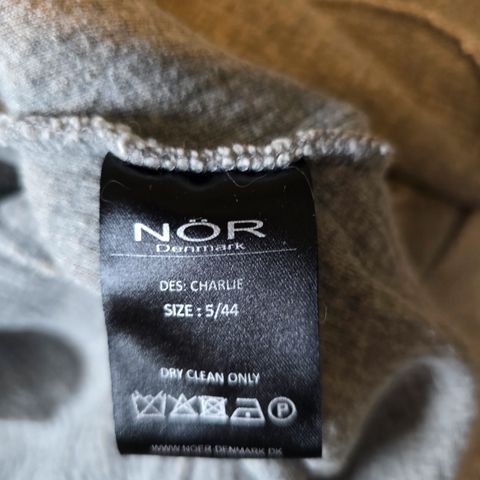 NÖR
Denmark
DES: CHARLIE
SIZE : 5/44
DRY CLEAN ONLY
P
WWW.NOER-DENMARK.DK